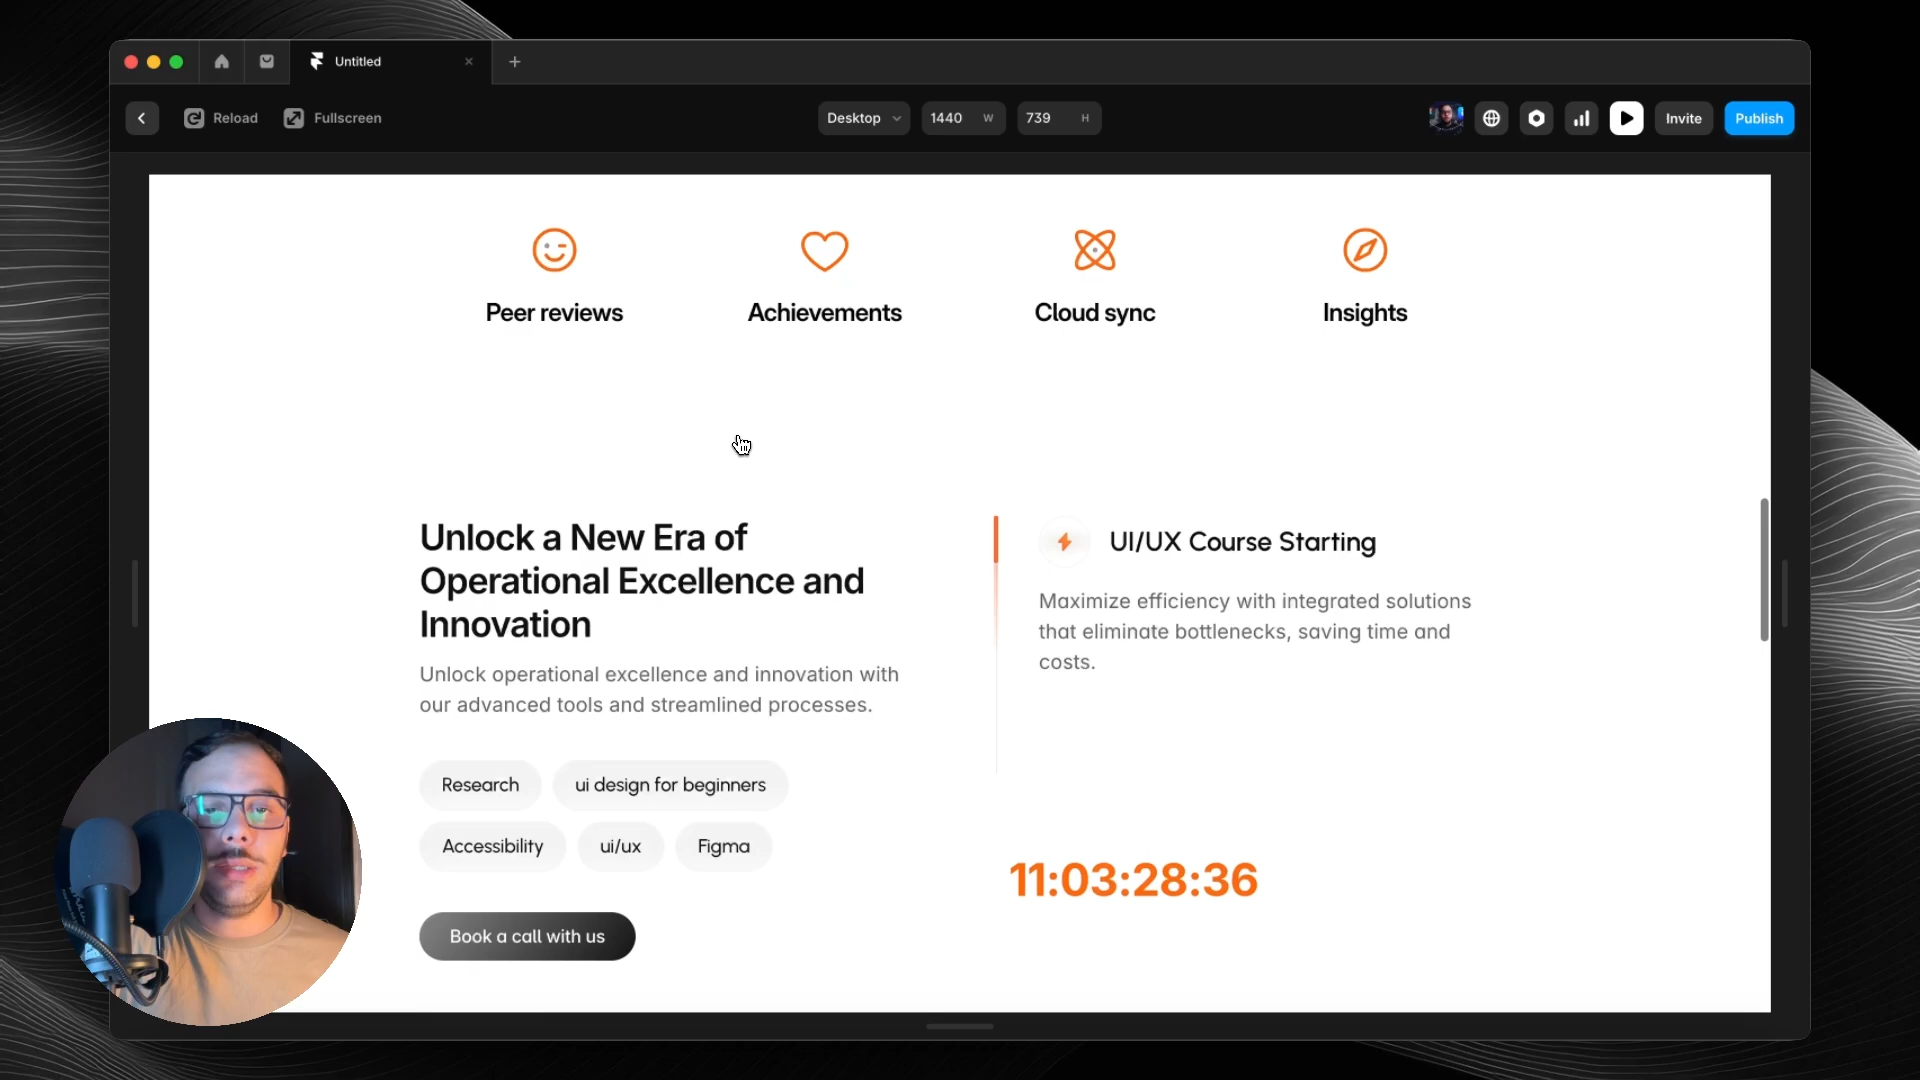 Untitled
Reload
Fullscreen
Desktop
1440 W
739 H
Invite
Publish
Peer reviews
Achievements
Cloud sync
Insights
Unlock a New Era of
Operational Excellence and
Innovation
Unlock operational excellence and innovation with
our advanced tools and streamlined processes.
Research
ui design for beginners
Accessibility
ui/ux
Figma
Book a call with us
UI/UX Course Starting
Maximize efficiency with integrated solutions
that eliminate bottlenecks, saving time and
costs.
11:03:28:36